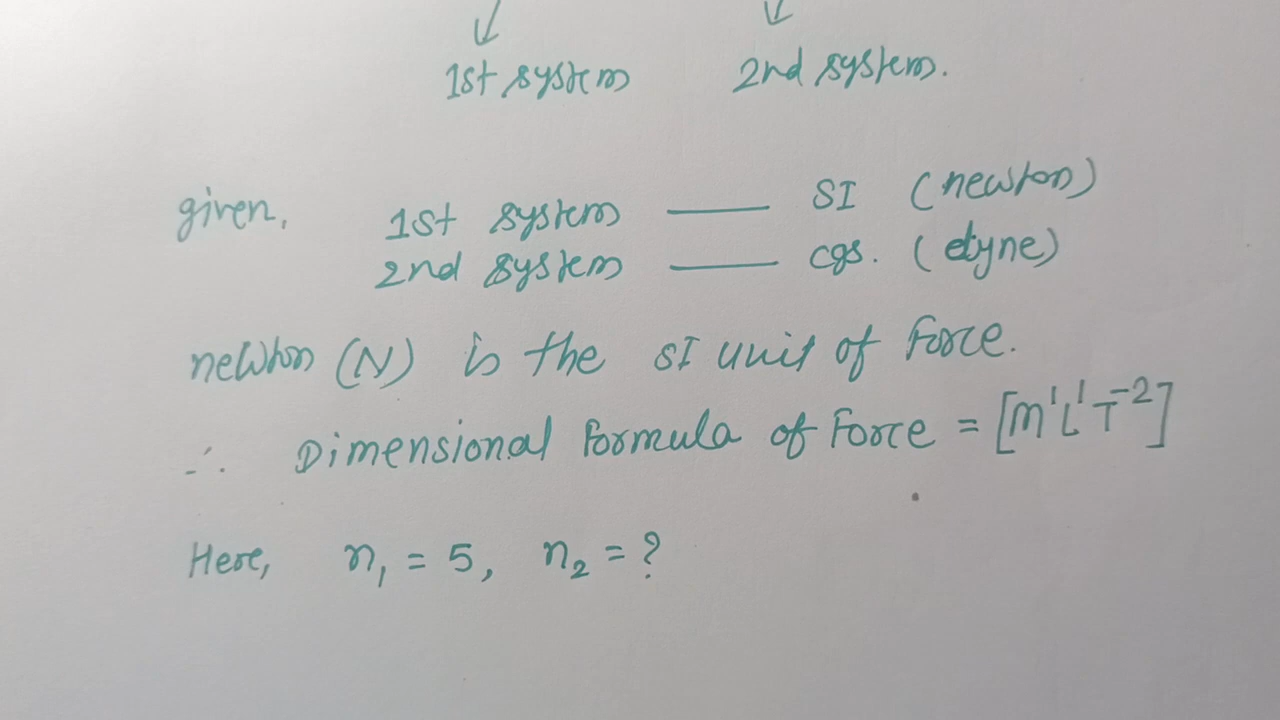 ↓ ↓
1st system 2nd system.
given, 1st system —— SI (newton)
2nd system —— cgs. (dyne)
newton (N) is the SI unit of Force.
∴ Dimensional Formula of Force = [M¹L¹T⁻²]
Here, n₁ = 5, n₂ = ?